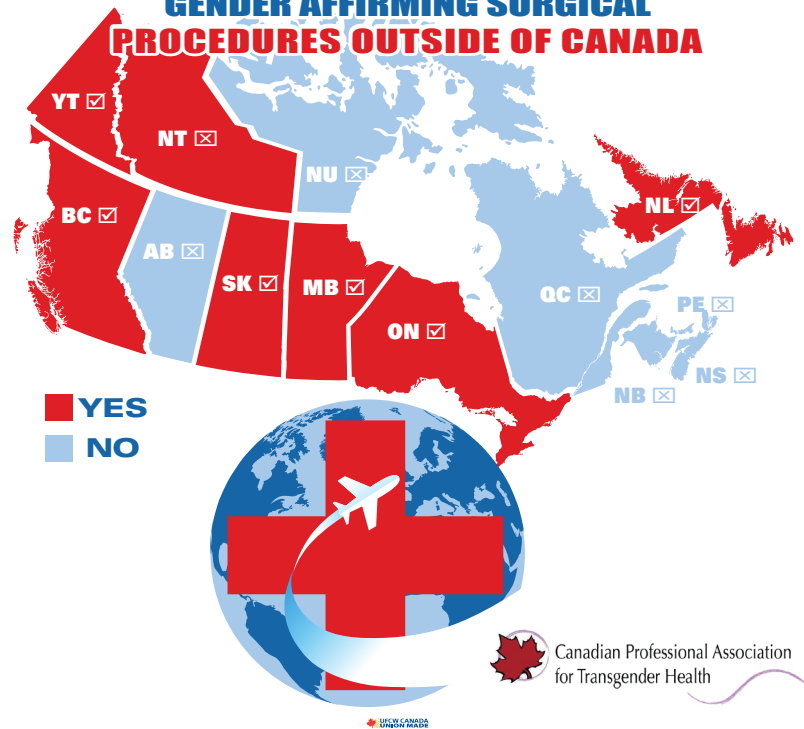 GENDER AFFIRMING SURGICAL
PROCEDURES OUTSIDE OF CANADA
YT ☑
NT ☒
NU ☒
BC ☑
AB ☒
SK ☑
MB ☑
ON ☑
QC ☒
NL ☑
PE ☒
NS ☒
NB ☒
YES
NO
Canadian Professional Association
for Transgender Health
UFCW CANADA
UNION MADE